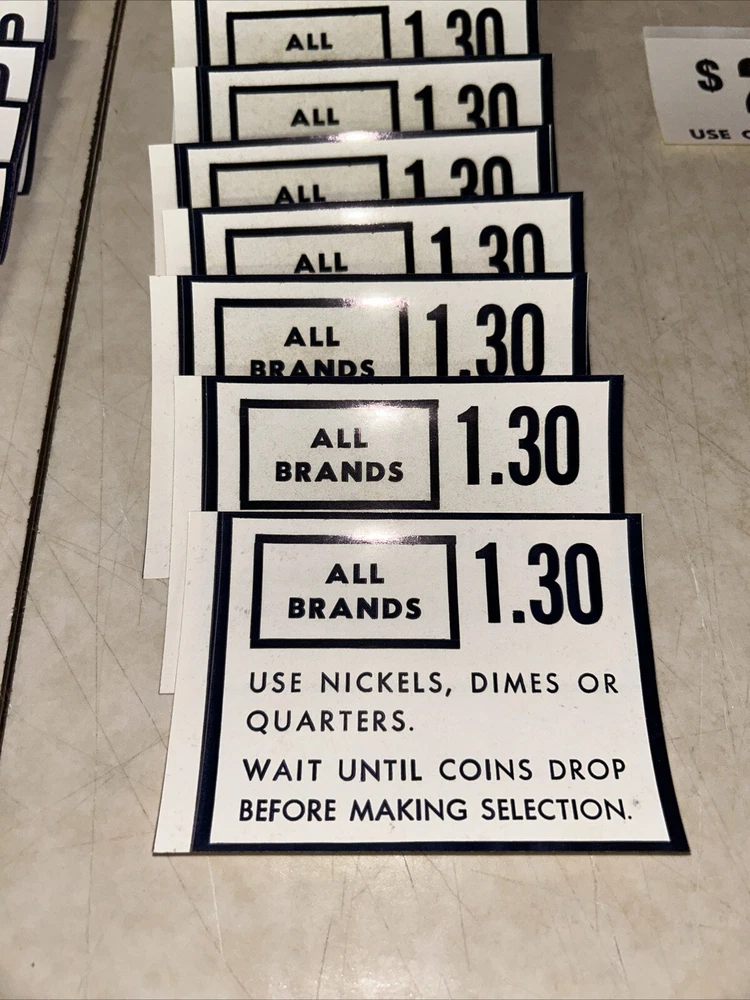 ALL
1.30
ALL
1.30
ALL
1.30
ALL
1.30
ALL
BRANDS
1.30
ALL
BRANDS
1.30
ALL
BRANDS
1.30
USE NICKELS, DIMES OR
QUARTERS.
WAIT UNTIL COINS DROP
BEFORE MAKING SELECTION.
$
USE